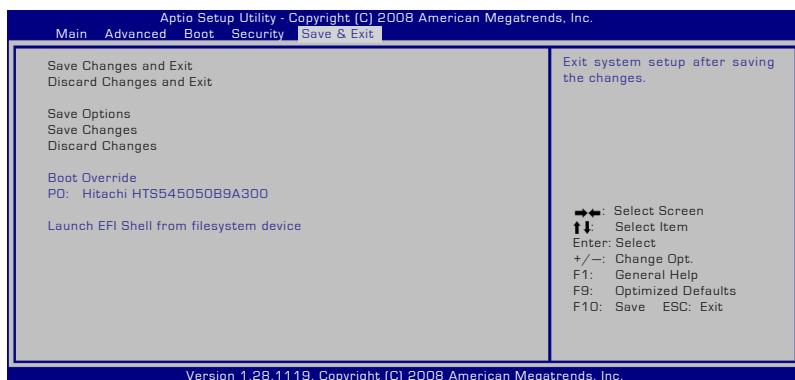 Aptio Setup Utility - Copyright (C) 2008 American Megatrends, Inc.
Main Advanced Boot Security Save & Exit
Save Changes and Exit
Discard Changes and Exit
Save Options
Save Changes
Discard Changes
Boot Override
P0: Hitachi HTS545050B9A300
Launch EFI Shell from filesystem device
Exit system setup after saving
the changes.
→←: Select Screen
↑↓: Select Item
Enter: Select
+/—: Change Opt.
F1: General Help
F9: Optimized Defaults
F10: Save ESC: Exit
Version 1.28.1119. Copyright (C) 2008 American Megatrends, Inc.